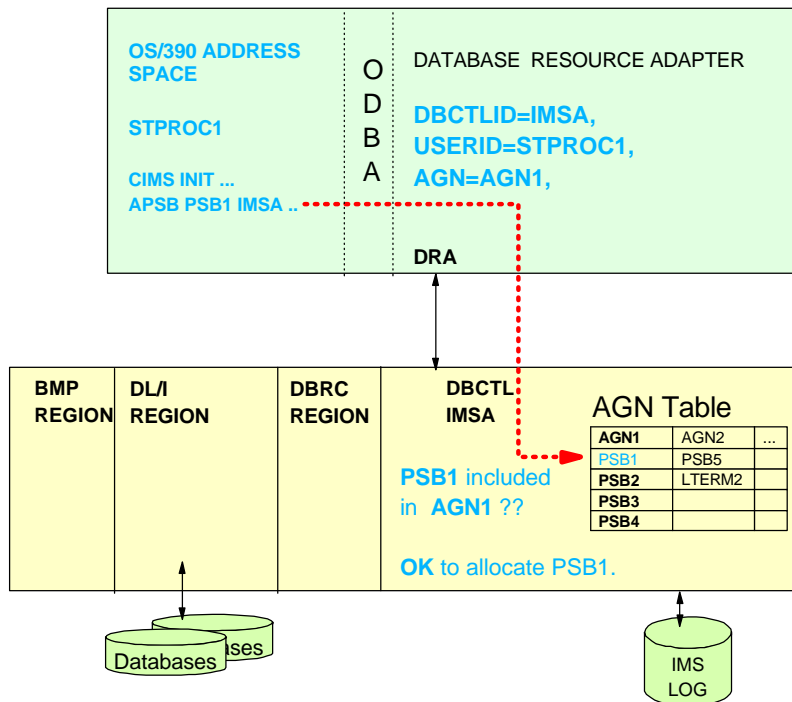 OS/390 ADDRESS
SPACE
STPROC1
CIMS INIT ...
APSB PSB1 IMSA ..
O
D
B
A
DATABASE RESOURCE ADAPTER
DBCTLID=IMSA,
USERID=STPROC1,
AGN=AGN1,
DRA
BMP
REGION
DL/I
REGION
DBRC
REGION
DBCTL
IMSA
PSB1 included
in AGN1 ??
OK to allocate PSB1.
AGN Table
AGN1 AGN2 ...
PSB1 PSB5
PSB2 LTERM2
PSB3
PSB4
Databases
ases
IMS
LOG